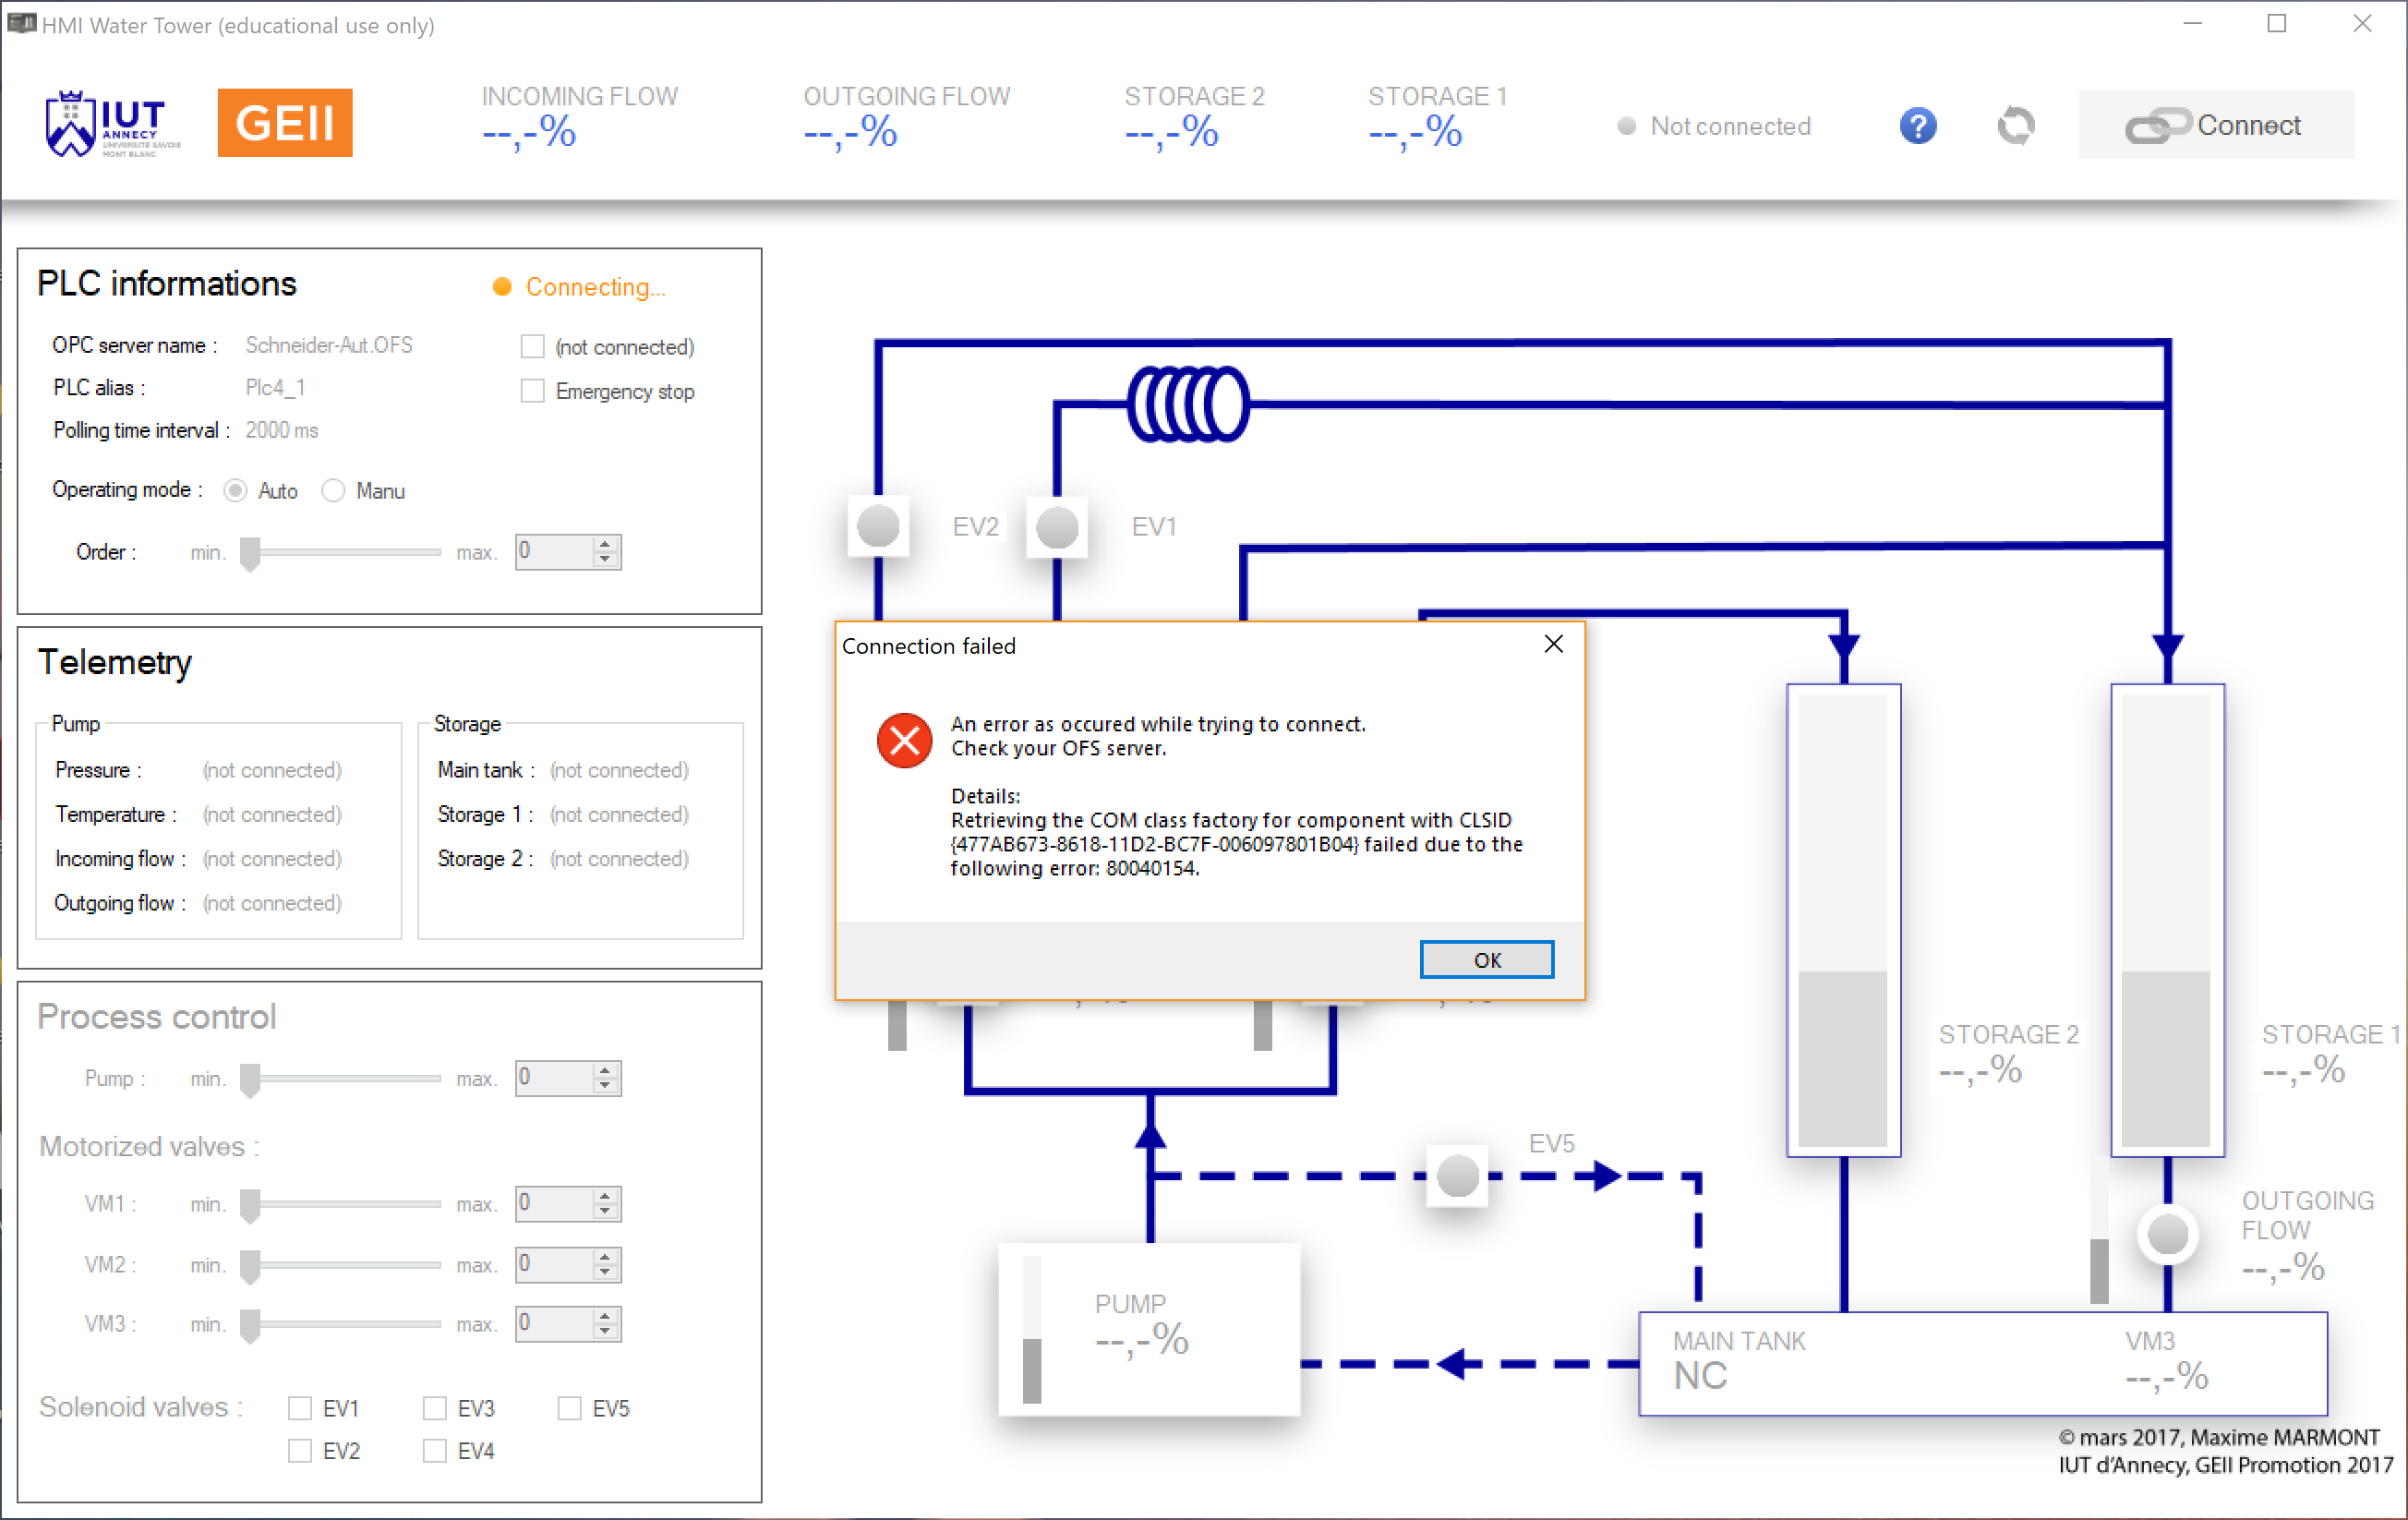 HMI Water Tower (educational use only)
IUT
ANNECY
UNIVERSITÉ SAVOIE
MONT BLANC
GEII
INCOMING FLOW
--,-%
OUTGOING FLOW
--,-%
STORAGE 2
--,-%
STORAGE 1
--,-%
Not connected
?
Connect
PLC informations
Connecting...
OPC server name : Schneider-Aut.OFS
(not connected)
PLC alias : Plc4_1
Emergency stop
Polling time interval : 2000 ms
Operating mode : Auto Manu
Order : min. max. 0
Telemetry
Pump
Pressure : (not connected)
Temperature : (not connected)
Incoming flow : (not connected)
Outgoing flow : (not connected)
Storage
Main tank : (not connected)
Storage 1 : (not connected)
Storage 2 : (not connected)
Process control
Pump : min. max. 0
Motorized valves :
VM1 : min. max. 0
VM2 : min. max. 0
VM3 : min. max. 0
Solenoid valves : EV1 EV3 EV5
EV2 EV4
EV2
EV1
Connection failed
An error as occured while trying to connect.
Check your OFS server.
Details:
Retrieving the COM class factory for component with CLSID
{477AB673-8618-11D2-BC7F-006097801B04} failed due to the
following error: 80040154.
OK
STORAGE 2
--,-%
STORAGE 1
--,-%
EV5
OUTGOING
FLOW
--,-%
PUMP
--,-%
MAIN TANK
NC
VM3
--,-%
© mars 2017, Maxime MARMONT
IUT d'Annecy, GEII Promotion 2017